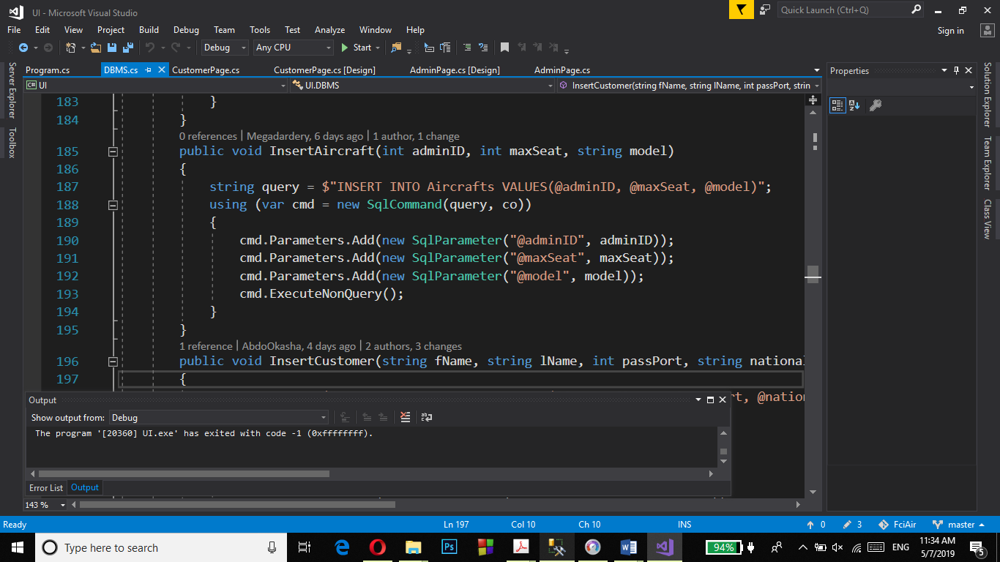 UI - Microsoft Visual Studio
Quick Launch (Ctrl+Q)
File Edit View Project Build Debug Team Tools Test Analyze Window Help
Sign in
Debug Any CPU Start
Program.cs DBMS.cs CustomerPage.cs CustomerPage.cs [Design] AdminPage.cs [Design] AdminPage.cs
Properties
C# UI UI.DBMS InsertCustomer(string fName, string lName, int passPort, strin
Server Explorer
Toolbox
Solution Explorer
Team Explorer
Class View
183 }
184 }
0 references | Megadardery, 6 days ago | 1 author, 1 change
185 public void InsertAircraft(int adminID, int maxSeat, string model)
186 {
187 string query = $"INSERT INTO Aircrafts VALUES(@adminID, @maxSeat, @model)";
188 using (var cmd = new SqlCommand(query, co))
189 {
190 cmd.Parameters.Add(new SqlParameter("@adminID", adminID));
191 cmd.Parameters.Add(new SqlParameter("@maxSeat", maxSeat));
192 cmd.Parameters.Add(new SqlParameter("@model", model));
193 cmd.ExecuteNonQuery();
194 }
195 }
1 reference | AbdoOkasha, 4 days ago | 2 authors, 3 changes
196 public void InsertCustomer(string fName, string lName, int passPort, string national
197 {
rt, @nation
Output
Show output from: Debug
The program '[20360] UI.exe' has exited with code -1 (0xffffffff).
Error List Output
143 %
Ready Ln 197 Col 10 Ch 10 INS 0 3 FciAir master
Type here to search
Ps
94%
ENG
11:34 AM
5/7/2019
5